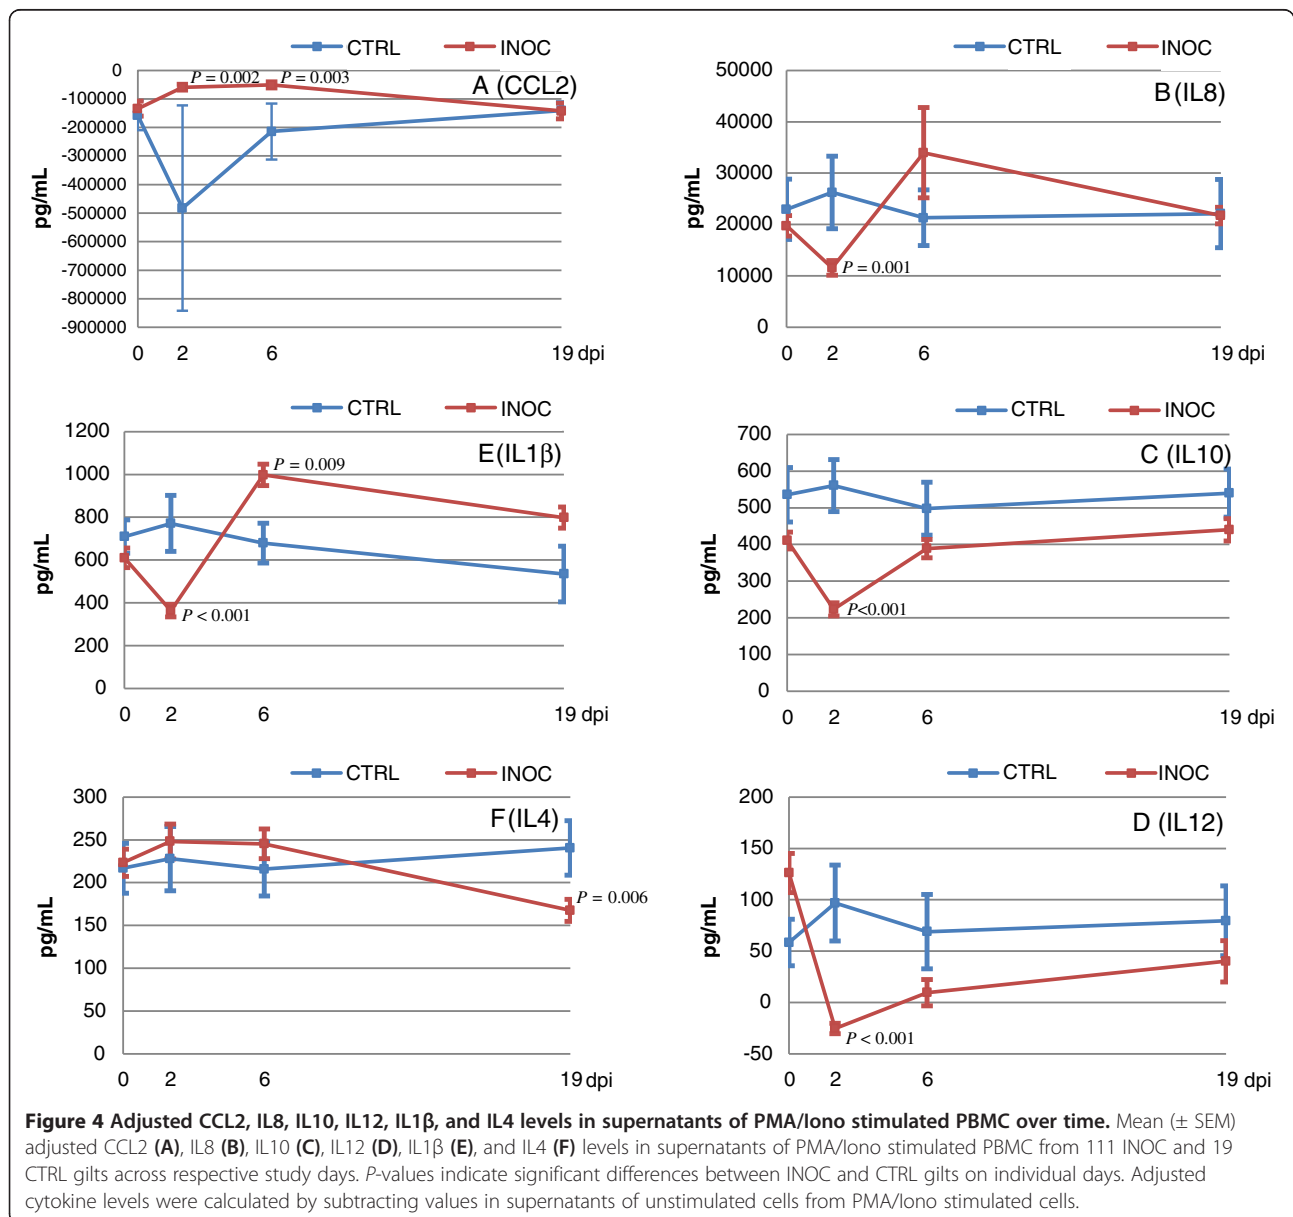 CTRL INOC
A (CCL2)
P = 0.002 P = 0.003
0
-100000
-200000
-300000
-400000
-500000
-600000
-700000
-800000
-900000
pg/mL
0 2 6 19 dpi
CTRL INOC
B (IL8)
50000
40000
30000
20000
10000
0
P = 0.001
pg/mL
0 2 6 19 dpi
CTRL INOC
E(IL1β)
1200
1000
800
600
400
200
0
P = 0.009
P < 0.001
pg/mL
0 2 6 19 dpi
CTRL INOC
C (IL10)
700
600
500
400
300
200
100
0
P<0.001
pg/mL
0 2 6 19 dpi
CTRL INOC
F(IL4)
300
250
200
150
100
50
0
P = 0.006
pg/mL
0 2 6 19 dpi
CTRL INOC
D (IL12)
200
150
100
50
0
-50
P < 0.001
pg/mL
0 2 6 19 dpi
Figure 4 Adjusted CCL2, IL8, IL10, IL12, IL1β, and IL4 levels in supernatants of PMA/Iono stimulated PBMC over time. Mean (± SEM)
adjusted CCL2 (A), IL8 (B), IL10 (C), IL12 (D), IL1β (E), and IL4 (F) levels in supernatants of PMA/Iono stimulated PBMC from 111 INOC and 19
CTRL gilts across respective study days. P-values indicate significant differences between INOC and CTRL gilts on individual days. Adjusted
cytokine levels were calculated by subtracting values in supernatants of unstimulated cells from PMA/Iono stimulated cells.